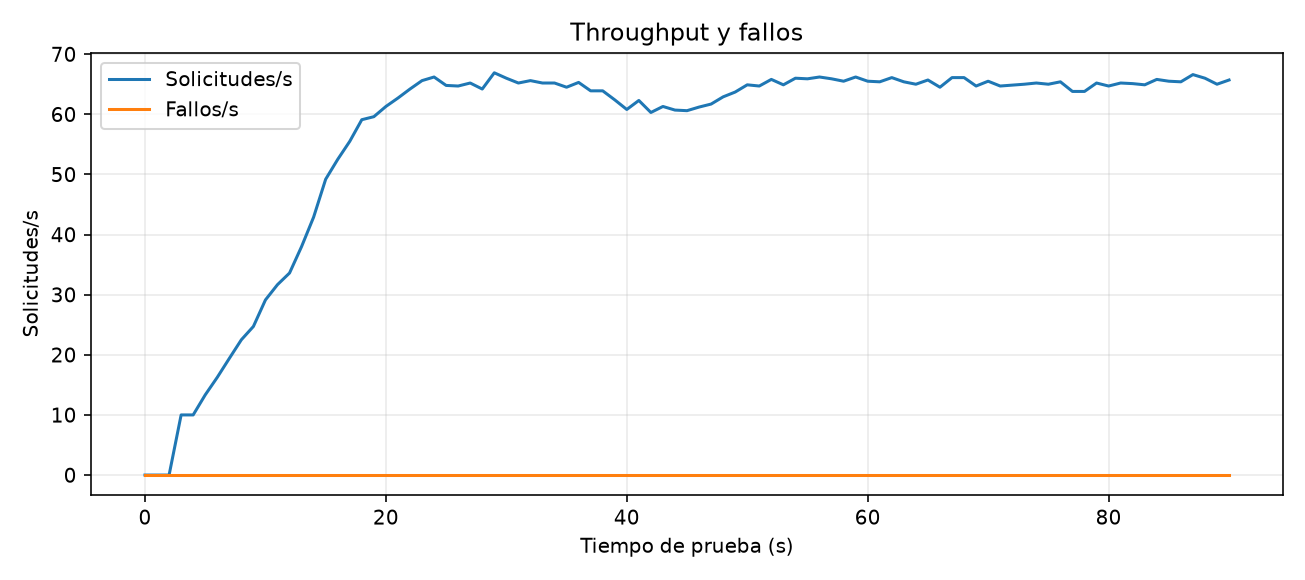 Throughput y fallos
Solicitudes/s
Fallos/s
Solicitudes/s
70
60
50
40
30
20
10
0
0 20 40 60 80
Tiempo de prueba (s)